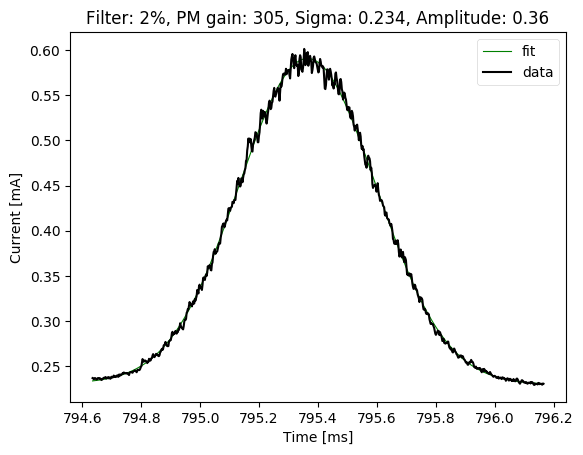 Filter: 2%, PM gain: 305, Sigma: 0.234, Amplitude: 0.36
fit
data
0.60
0.55
0.50
0.45
0.40
0.35
0.30
0.25
Current [mA]
794.6 794.8 795.0 795.2 795.4 795.6 795.8 796.0 796.2
Time [ms]